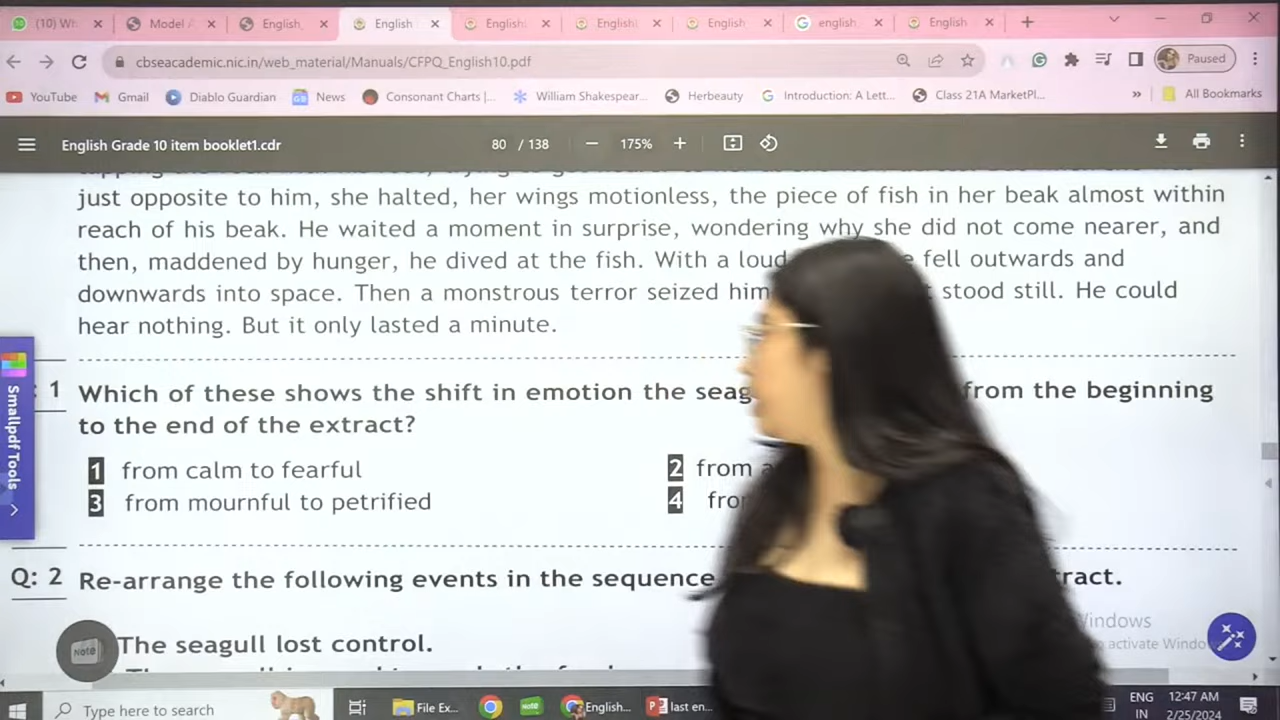 (10) Wh
Model A
English,
English
English
English
English
english
English
cbseacademic.nic.in/web_material/Manuals/CFPQ_English10.pdf
Paused
YouTube
Gmail
Diablo Guardian
News
Consonant Charts |...
William Shakespear...
Herbeauty
Introduction: A Lett...
Class 21A MarketPl...
»
All Bookmarks
English Grade 10 item booklet1.cdr
80 / 138
175%
just opposite to him, she halted, her wings motionless, the piece of fish in her beak almost within
reach of his beak. He waited a moment in surprise, wondering why she did not come nearer, and
then, maddened by hunger, he dived at the fish. With a loud fell outwards and
downwards into space. Then a monstrous terror seized him stood still. He could
hear nothing. But it only lasted a minute.
1 Which of these shows the shift in emotion the from the beginning
to the end of the extract?
1 from calm to fearful
2 from
3 from mournful to petrified
4
Q: 2 Re-arrange the following events in the sequence
The seagull lost control.
Smallpdf Tools
Note
Type here to search
File Ex...
English...
last en...
ENG
IN
12:47 AM
2/25/2024